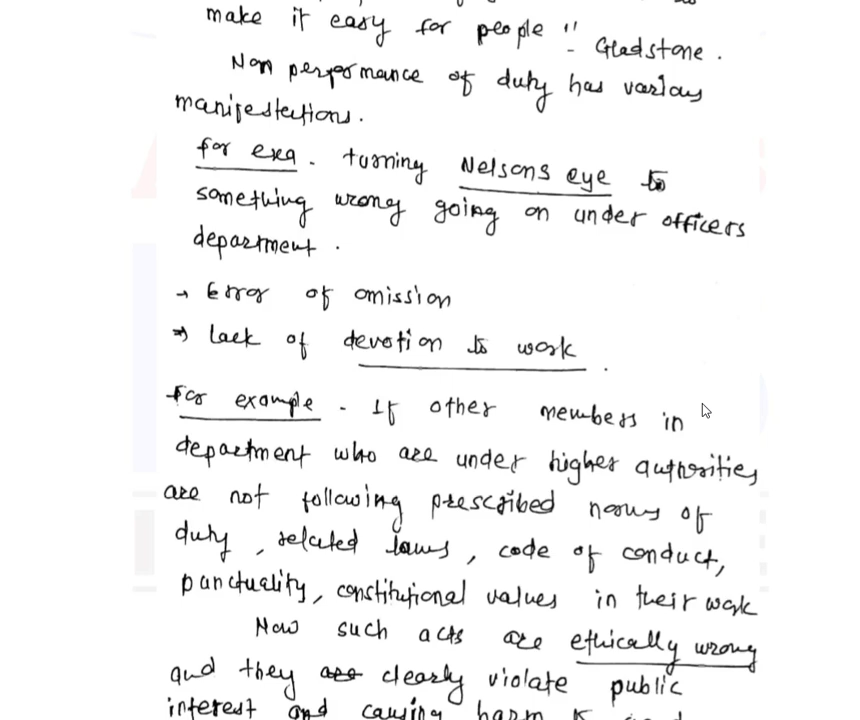 make it easy for people" - Gladstone.
Non performance of duty has various
manifestations.
for exa. turning Nelsons eye to
something wrong going on under officers
department.
→ Error of omission
⇒ lack of devotion to work.
for example - If other members in
department who are under higher authorities
are not following prescribed norms of
duty, related laws, code of conduct,
punctuality, constitutional values in their work
Now such acts are ethically wrong
and they are clearly violate public
interest and causing harm